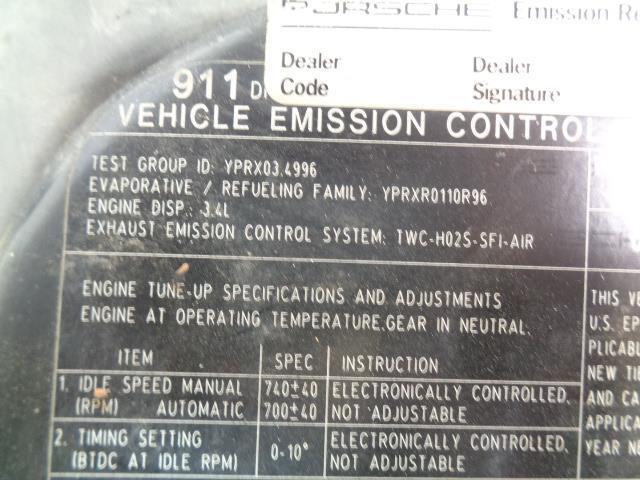 PORSCHE Emission
Dealer Dealer
Code Signature
911
VEHICLE EMISSION CONTROL
TEST GROUP ID: YPRX03.4996
EVAPORATIVE / REFUELING FAMILY: YPRXR0110R96
ENGINE DISP.: 3.4L
EXHAUST EMISSION CONTROL SYSTEM: TWC-HO2S-SFI-AIR
ENGINE TUNE-UP SPECIFICATIONS AND ADJUSTMENTS
ENGINE AT OPERATING TEMPERATURE.GEAR IN NEUTRAL.
ITEM SPEC INSTRUCTION
1. IDLE SPEED MANUAL 740±40 ELECTRONICALLY CONTROLLED,
(RPM) AUTOMATIC 700±40 NOT ADJUSTABLE
2. TIMING SETTING 0-10° ELECTRONICALLY CONTROLLED,
(BTDC AT IDLE RPM) NOT ADJUSTABLE
THIS VE
U.S. EP
PLICABL
NEW TIE
AND CA
APPLICA
YEAR NE